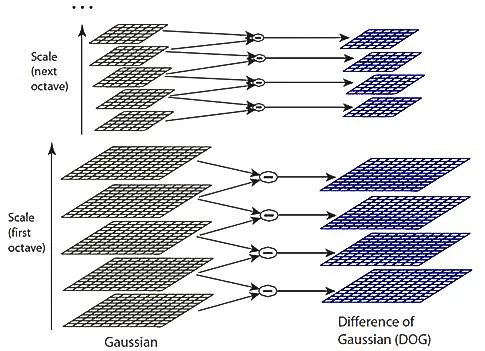 ...
Scale
(next
octave)
Scale
(first
octave)
Gaussian
Difference of
Gaussian (DOG)